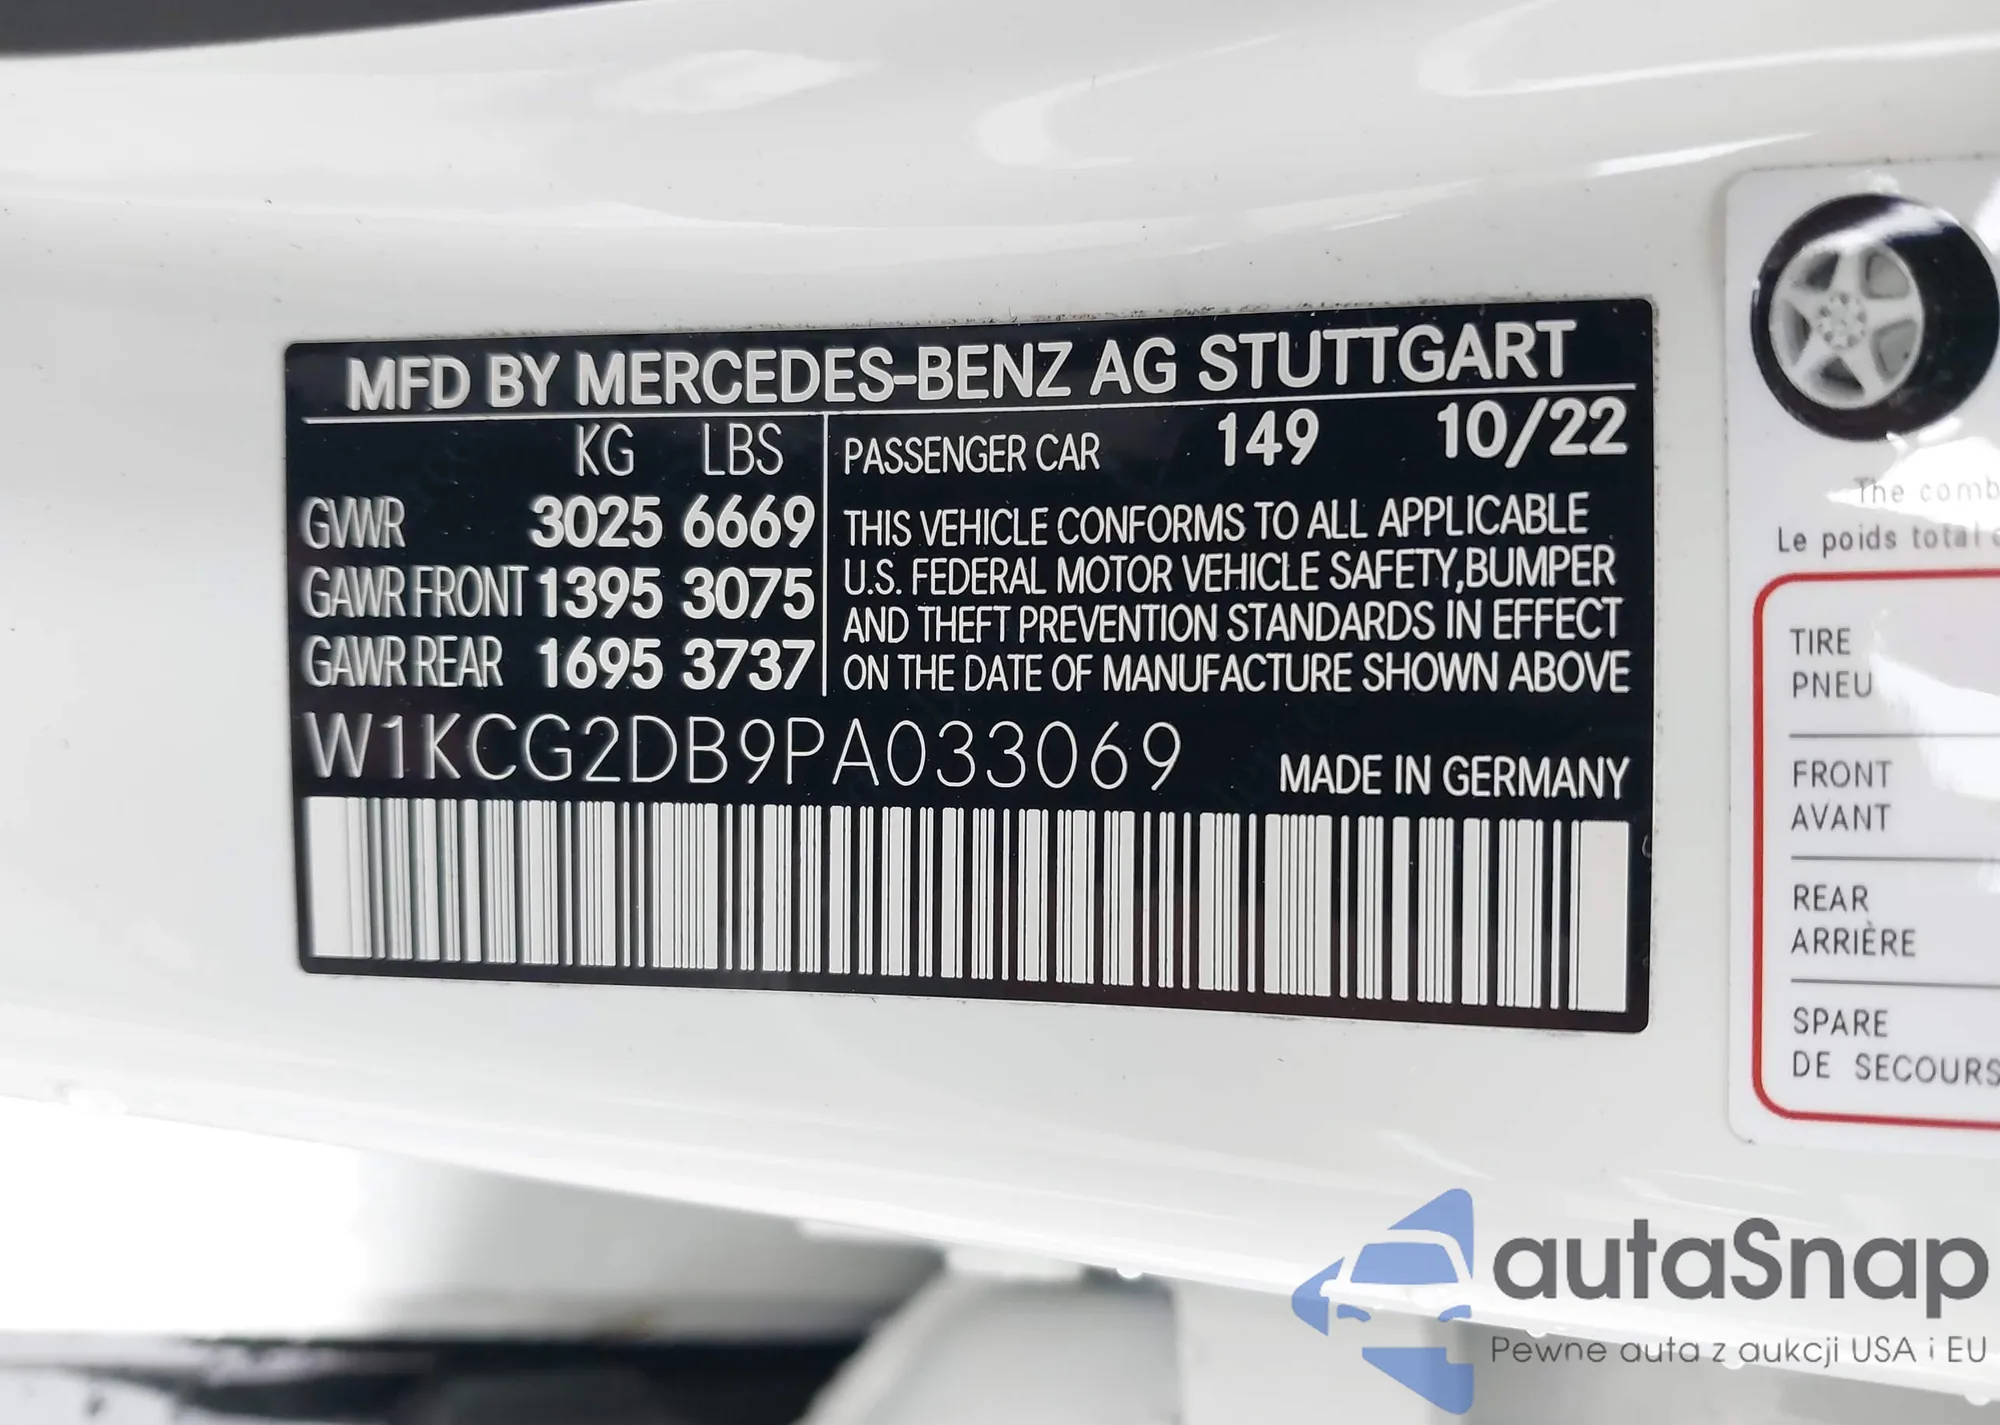 MFD BY MERCEDES-BENZ AG STUTTGART
KG LBS
GVWR 3025 6669
GAWR FRONT 1395 3075
GAWR REAR 1695 3737
PASSENGER CAR 149 10/22
THIS VEHICLE CONFORMS TO ALL APPLICABLE
U.S. FEDERAL MOTOR VEHICLE SAFETY,BUMPER
AND THEFT PREVENTION STANDARDS IN EFFECT
ON THE DATE OF MANUFACTURE SHOWN ABOVE
W1KCG2DB9PA033069
MADE IN GERMANY
The comb
Le poids total
TIRE
PNEU
FRONT
AVANT
REAR
ARRIÈRE
SPARE
DE SECOURS
autaSnap
Pewne auta z aukcji USA i EU